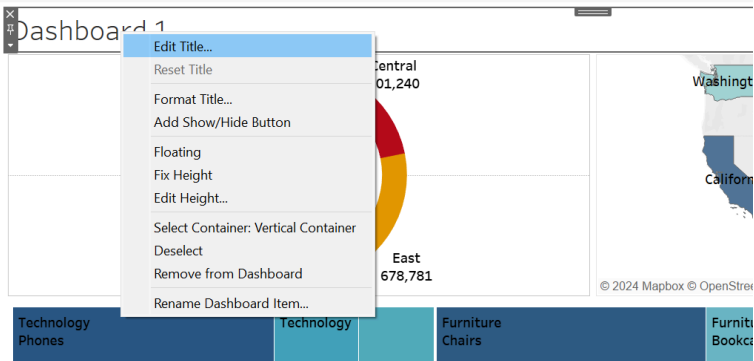 Dashboard 1
Edit Title...
Reset Title
Format Title...
Add Show/Hide Button
Floating
Fix Height
Edit Height...
Select Container: Vertical Container
Deselect
Remove from Dashboard
Rename Dashboard Item...
Central
01,240
East
678,781
Washingt
Californ
© 2024 Mapbox © OpenStree
Technology
Phones
Technology
Furniture
Chairs
Furnitu
Bookca